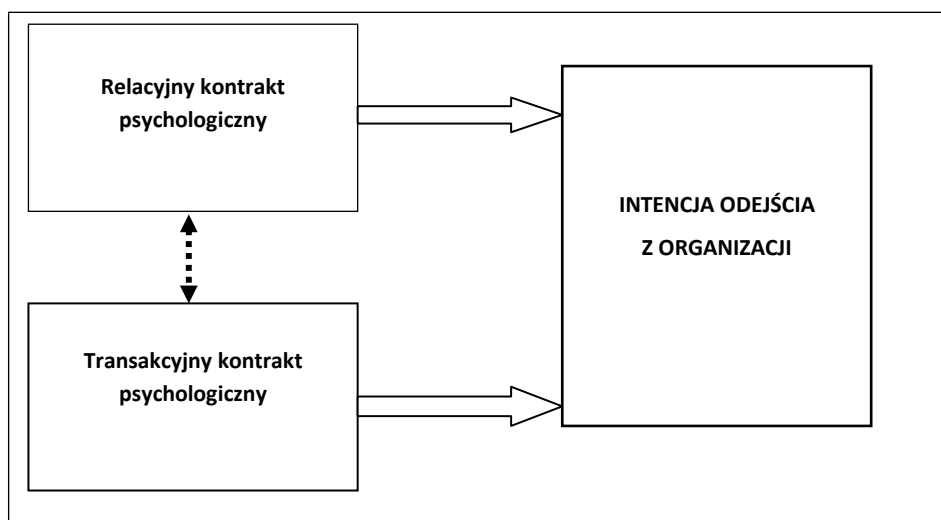 Relacyjny kontrakt
psychologiczny
INTENCJA ODEJŚCIA
Z ORGANIZACJI
Transakcyjny kontrakt
psychologiczny